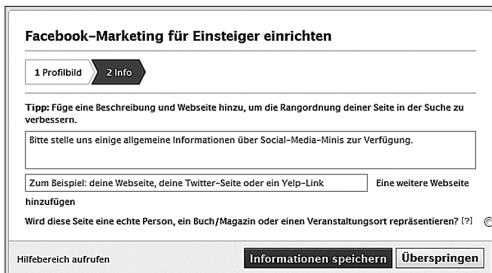 Facebook-Marketing für Einsteiger einrichten
1 Profilbild 2 Info
Tipp: Füge eine Beschreibung und Webseite hinzu, um die Rangordnung deiner Seite in der Suche zu
verbessern.
Bitte stelle uns einige allgemeine Informationen über Social-Media-Minis zur Verfügung.
Zum Beispiel: deine Webseite, deine Twitter-Seite oder ein Yelp-Link Eine weitere Webseite
hinzufügen
Wird diese Seite eine echte Person, ein Buch/Magazin oder einen Veranstaltungsort repräsentieren? [?]
Hilfebereich aufrufen Informationen speichern Überspringen